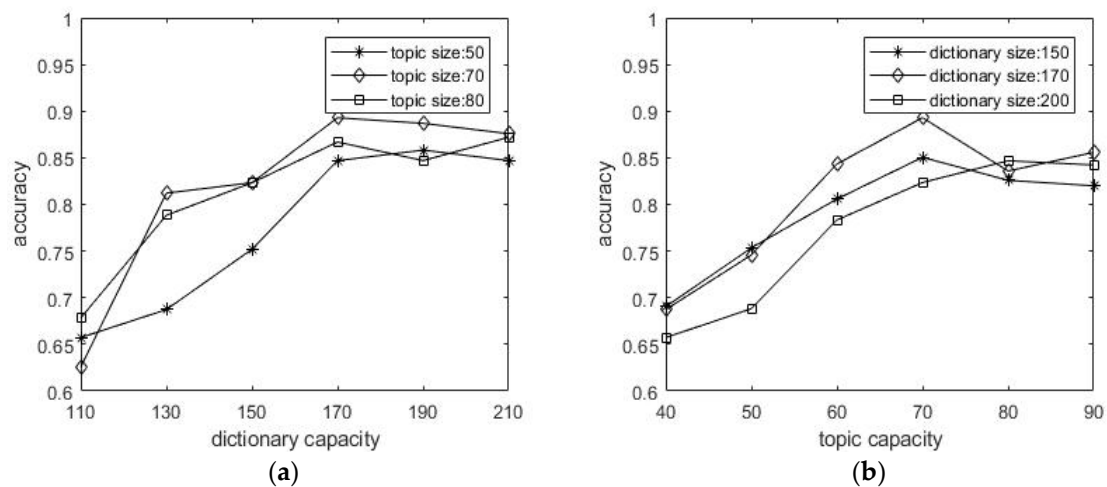 1
0.95
0.9
0.85
0.8
0.75
0.7
0.65
0.6
accuracy
topic size:50
topic size:70
topic size:80
110 130 150 170 190 210
dictionary capacity
(a)
1
0.95
0.9
0.85
0.8
0.75
0.7
0.65
0.6
accuracy
dictionary size:150
dictionary size:170
dictionary size:200
40 50 60 70 80 90
topic capacity
(b)